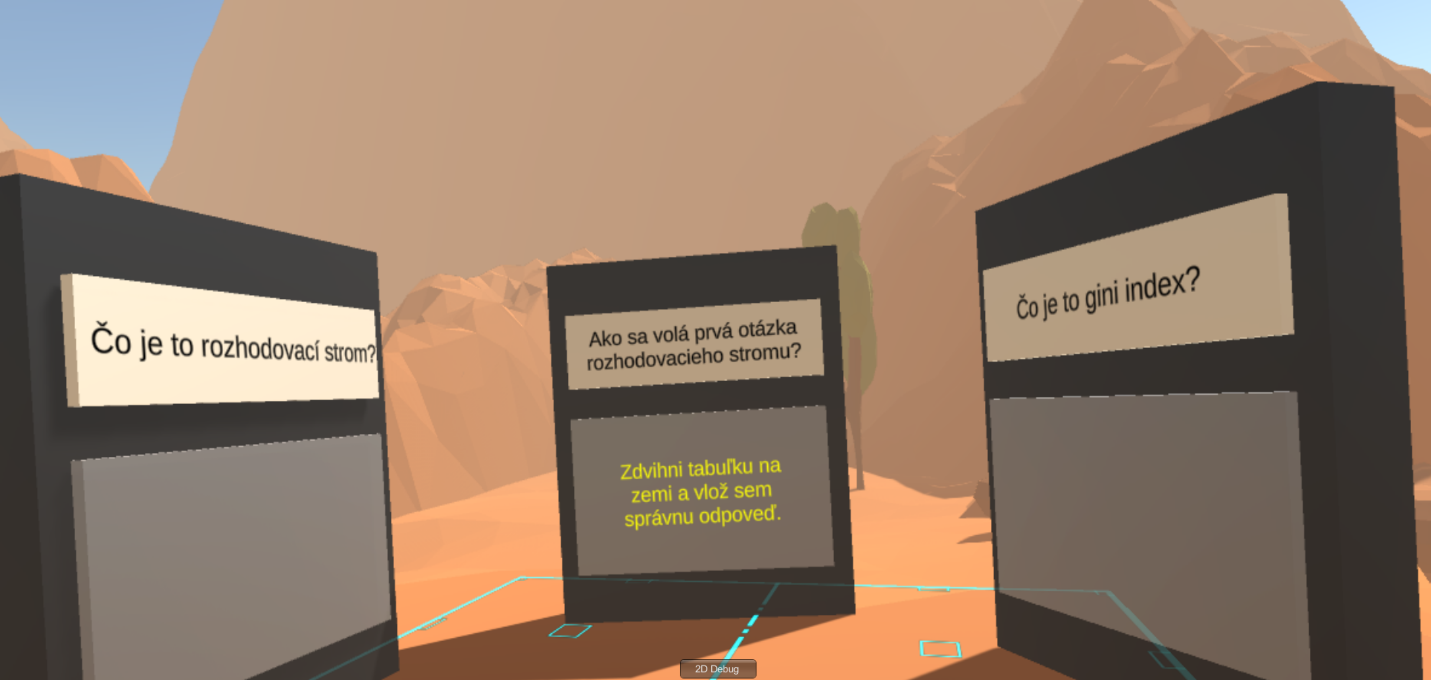 Čo je to rozhodovací strom?
Ako sa volá prvá otázka
rozhodovacieho stromu?
Zdvihni tabuľku na
zemi a vlož sem
správnu odpoveď.
Čo je to gini index?
2D Debug